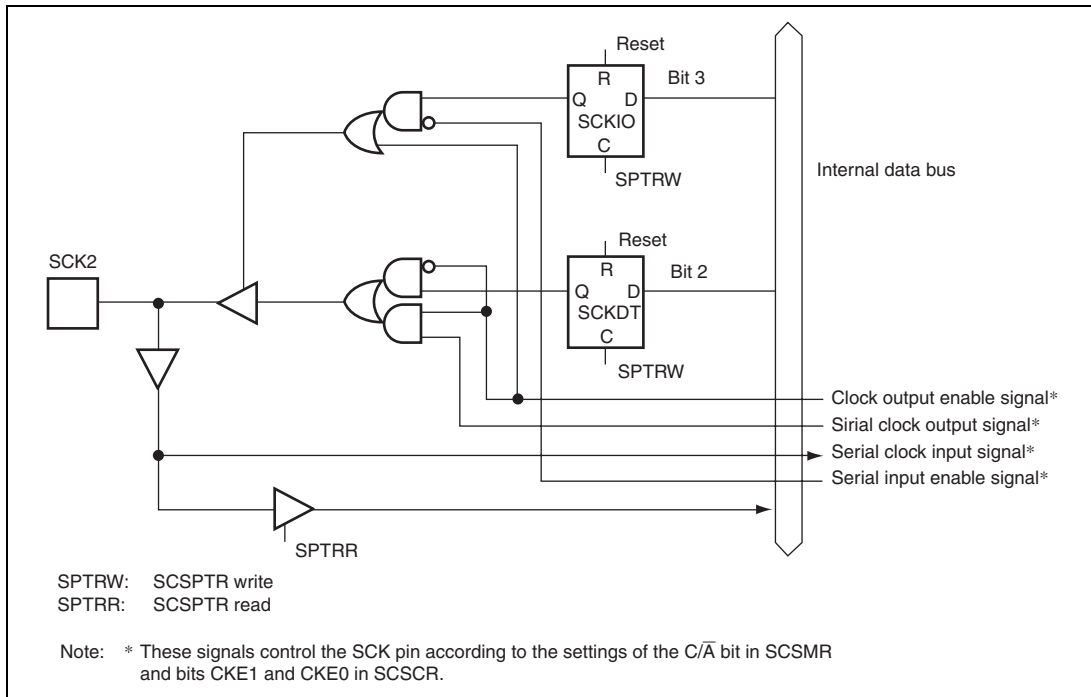 Reset
R
Bit 3
Q D
SCKIO
C
SPTRW
Internal data bus
Reset
R
Bit 2
SCK2
Q D
SCKDT
C
SPTRW
Clock output enable signal*
Sirial clock output signal*
Serial clock input signal*
Serial input enable signal*
SPTRR
SPTRW: SCSPTR write
SPTRR: SCSPTR read
Note: * These signals control the SCK pin according to the settings of the C/A̅ bit in SCSMR
and bits CKE1 and CKE0 in SCSCR.